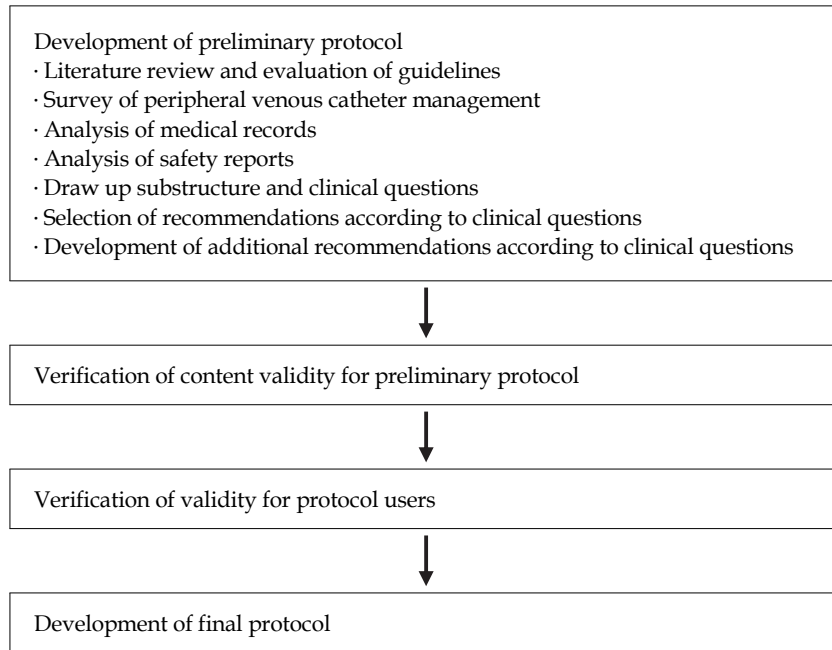 Development of preliminary protocol
· Literature review and evaluation of guidelines
· Survey of peripheral venous catheter management
· Analysis of medical records
· Analysis of safety reports
· Draw up substructure and clinical questions
· Selection of recommendations according to clinical questions
· Development of additional recommendations according to clinical questions
Verification of content validity for preliminary protocol
Verification of validity for protocol users
Development of final protocol